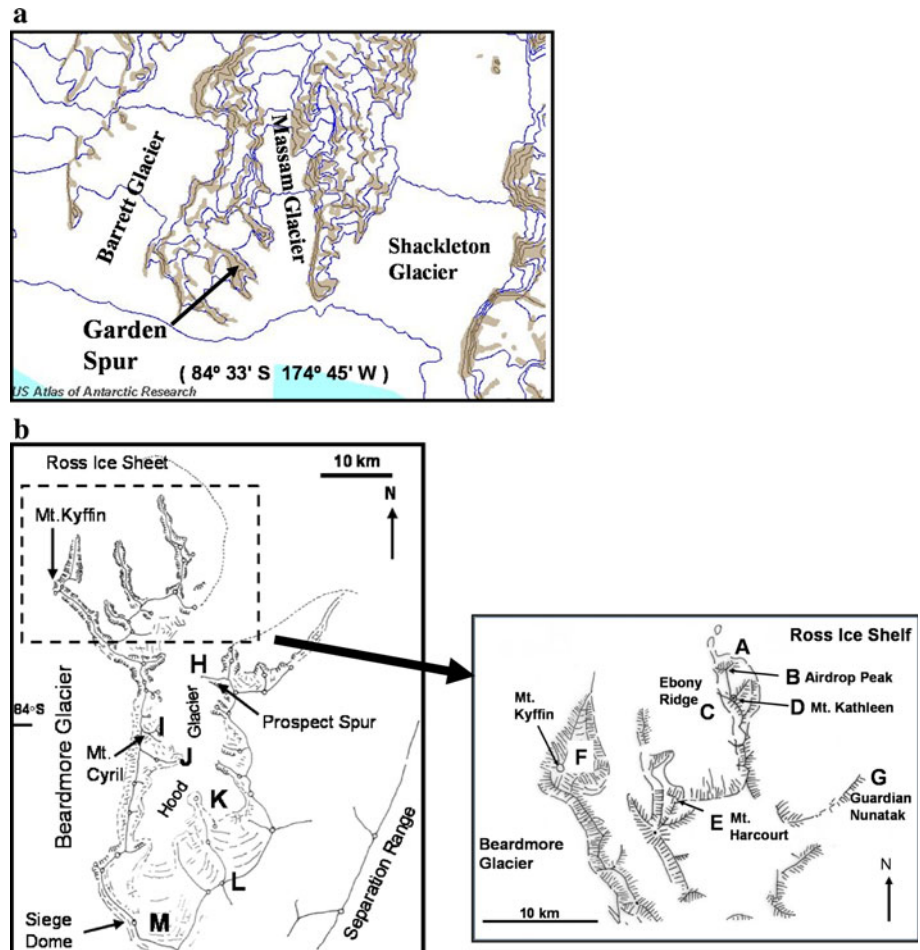 a
Barrett Glacier
Massam
Glacier
Shackleton
Glacier
Garden
Spur
( 84º 33' S 174º 45' W )
US Atlas of Antarctic Research
b
Ross Ice Sheet
10 km
N
Mt.Kyffin
H
84°S
Beardmore Glacier
I
Glacier
Prospect Spur
Mt.
Cyril
J
Hood
K
L
Separation Range
Siege
Dome
M
Ross Ice Shelf
A
B Airdrop Peak
Ebony
Ridge
C
D Mt. Kathleen
Mt.
Kyffin
F
G
Guardian
Nunatak
E Mt.
Harcourt
Beardmore
Glacier
N
10 km